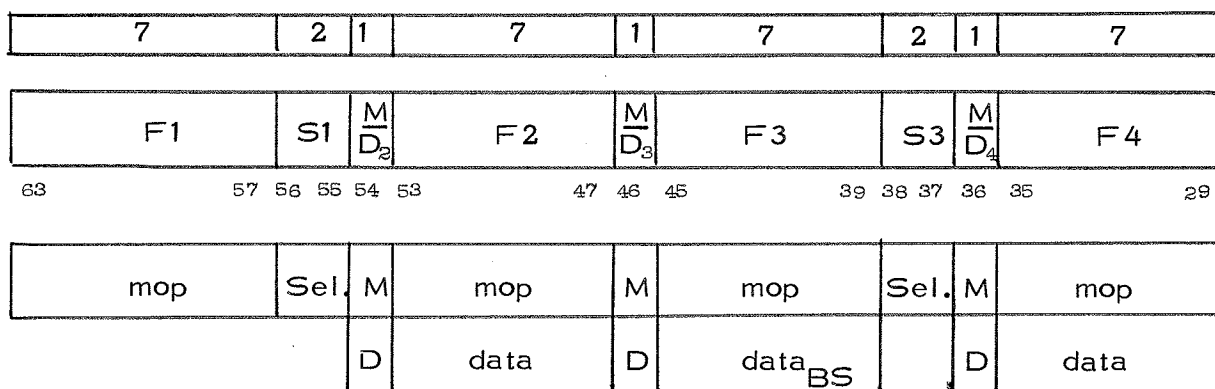 7 2 1 7 1 7 2 1 7
F1 S1 M/D₂ F2 M/D₃ F3 S3 M/D₄ F4
63 57 56 55 54 53 47 46 45 39 38 37 36 35 29
mop Sel. M mop M mop Sel. M mop
D data D data BS D data